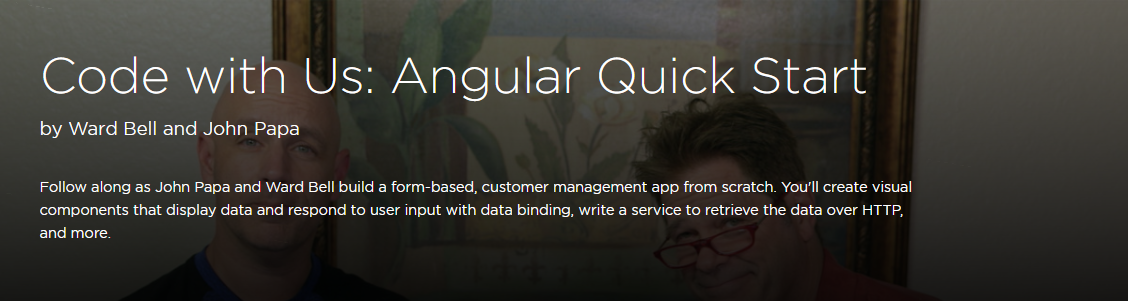 Code with Us: Angular Quick Start
by Ward Bell and John Papa
Follow along as John Papa and Ward Bell build a form-based, customer management app from scratch. You'll create visual
components that display data and respond to user input with data binding, write a service to retrieve the data over HTTP,
and more.